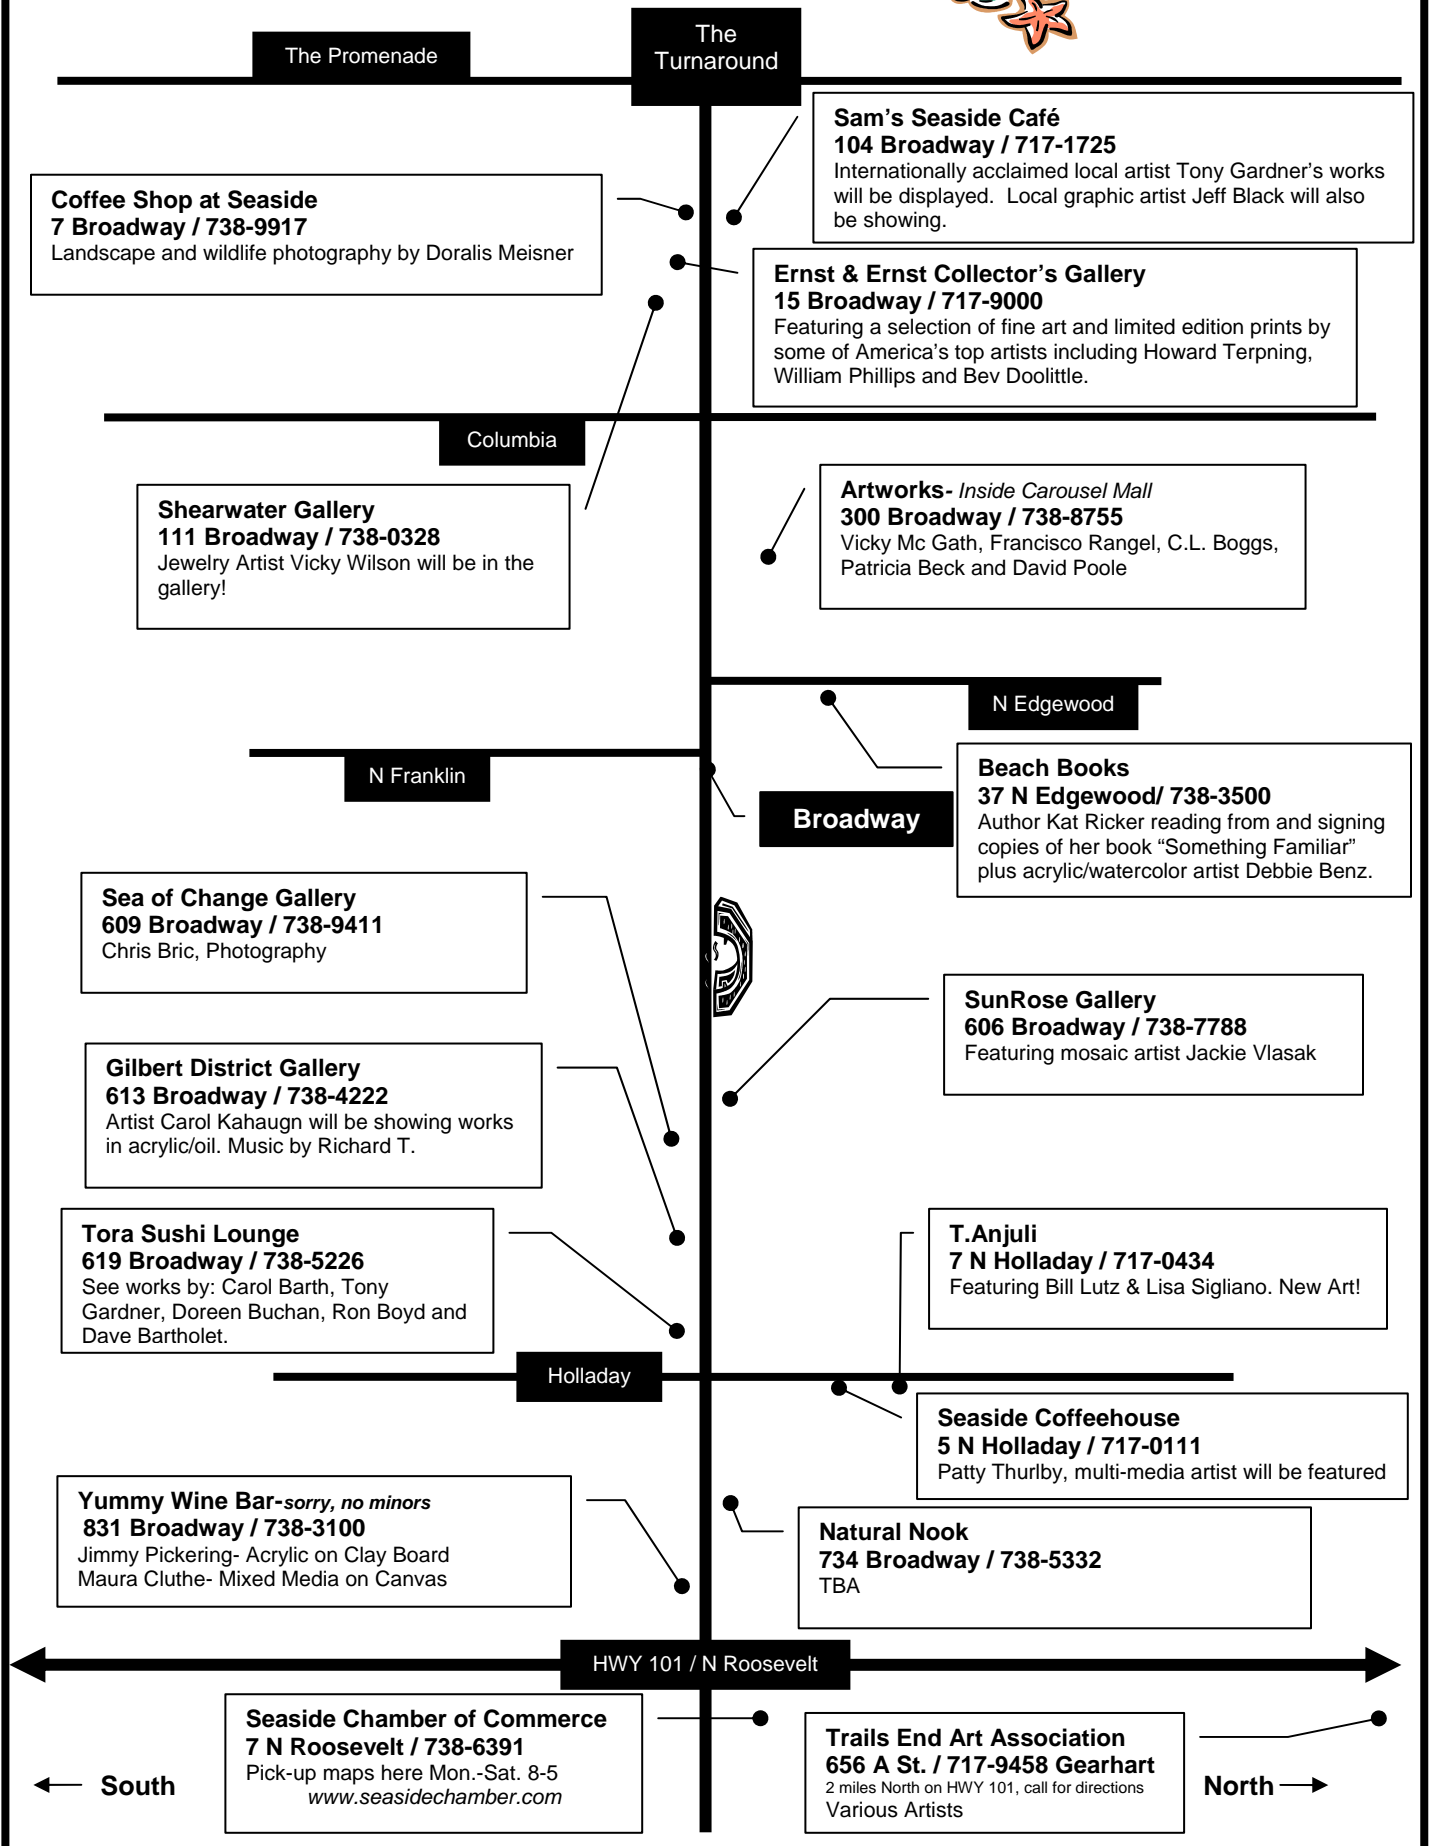 The
Turnaround
The Promenade
Sam's Seaside Café
104 Broadway / 717-1725
Internationally acclaimed local artist Tony Gardner's works
will be displayed.  Local graphic artist Jeff Black will also
be showing.
Coffee Shop at Seaside
7 Broadway / 738-9917
Landscape and wildlife photography by Doralis Meisner
Ernst & Ernst Collector's Gallery
15 Broadway / 717-9000
Featuring a selection of fine art and limited edition prints by
some of America's top artists including Howard Terpning,
William Phillips and Bev Doolittle.
Columbia
Shearwater Gallery
111 Broadway / 738-0328
Jewelry Artist Vicky Wilson will be in the
gallery!
Artworks- Inside Carousel Mall
300 Broadway / 738-8755
Vicky Mc Gath, Francisco Rangel, C.L. Boggs,
Patricia Beck and David Poole
N Edgewood
N Franklin
Beach Books
37 N Edgewood/ 738-3500
Author Kat Ricker reading from and signing
copies of her book “Something Familiar”
plus acrylic/watercolor artist Debbie Benz.
Broadway
Sea of Change Gallery
609 Broadway / 738-9411
Chris Bric, Photography
SunRose Gallery
606 Broadway / 738-7788
Featuring mosaic artist Jackie Vlasak
Gilbert District Gallery
613 Broadway / 738-4222
Artist Carol Kahaugn will be showing works
in acrylic/oil. Music by Richard T.
Tora Sushi Lounge
619 Broadway / 738-5226
See works by: Carol Barth, Tony
Gardner, Doreen Buchan, Ron Boyd and
Dave Bartholet.
T.Anjuli
7 N Holladay / 717-0434
Featuring Bill Lutz & Lisa Sigliano. New Art!
Holladay
Seaside Coffeehouse
5 N Holladay / 717-0111
Patty Thurlby, multi-media artist will be featured
Yummy Wine Bar-sorry, no minors
831 Broadway / 738-3100
Jimmy Pickering- Acrylic on Clay Board
Maura Cluthe- Mixed Media on Canvas
Natural Nook
734 Broadway / 738-5332
TBA
HWY 101 / N Roosevelt
Seaside Chamber of Commerce
7 N Roosevelt / 738-6391
Pick-up maps here Mon.-Sat. 8-5
www.seasidechamber.com
Trails End Art Association
656 A St. / 717-9458 Gearhart
2 miles North on HWY 101, call for directions
Various Artists
South
North